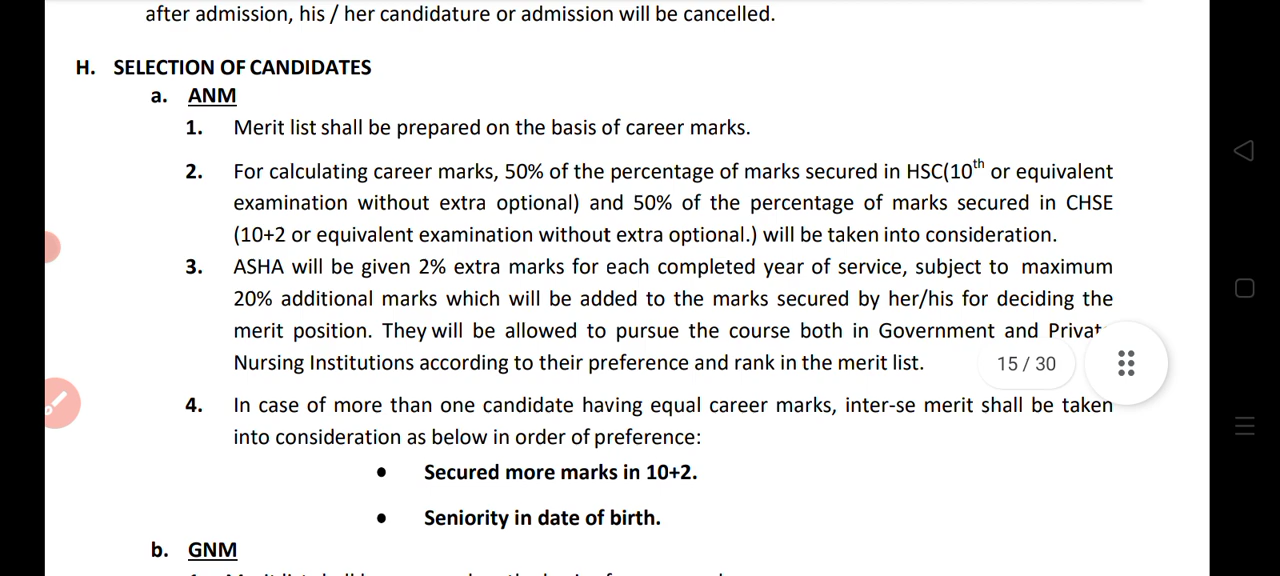 after admission, his / her candidature or admission will be cancelled.
H. SELECTION OF CANDIDATES
a. ANM
1. Merit list shall be prepared on the basis of career marks.
2. For calculating career marks, 50% of the percentage of marks secured in HSC(10th or equivalent
examination without extra optional) and 50% of the percentage of marks secured in CHSE
(10+2 or equivalent examination without extra optional.) will be taken into consideration.
3. ASHA will be given 2% extra marks for each completed year of service, subject to maximum
20% additional marks which will be added to the marks secured by her/his for deciding the
merit position. They will be allowed to pursue the course both in Government and Privat
Nursing Institutions according to their preference and rank in the merit list.
15 / 30
4. In case of more than one candidate having equal career marks, inter-se merit shall be taken
into consideration as below in order of preference:
• Secured more marks in 10+2.
• Seniority in date of birth.
b. GNM